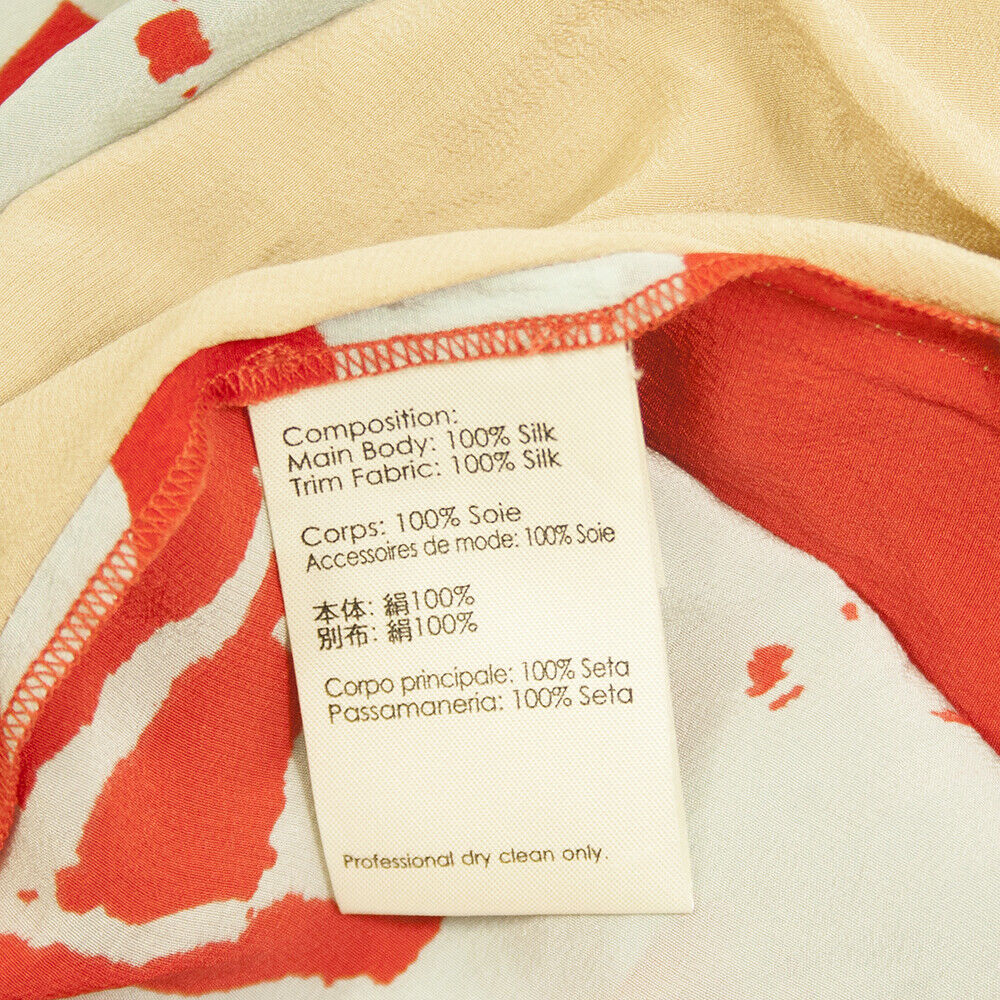 Composition:
Main Body: 100% Silk
Trim Fabric: 100% Silk
Corps: 100% Soie
Accessoires de mode: 100% Soie
本体: 絹100%
別布: 絹100%
Corpo principale: 100% Seta
Passamaneria: 100% Seta
Professional dry clean only.